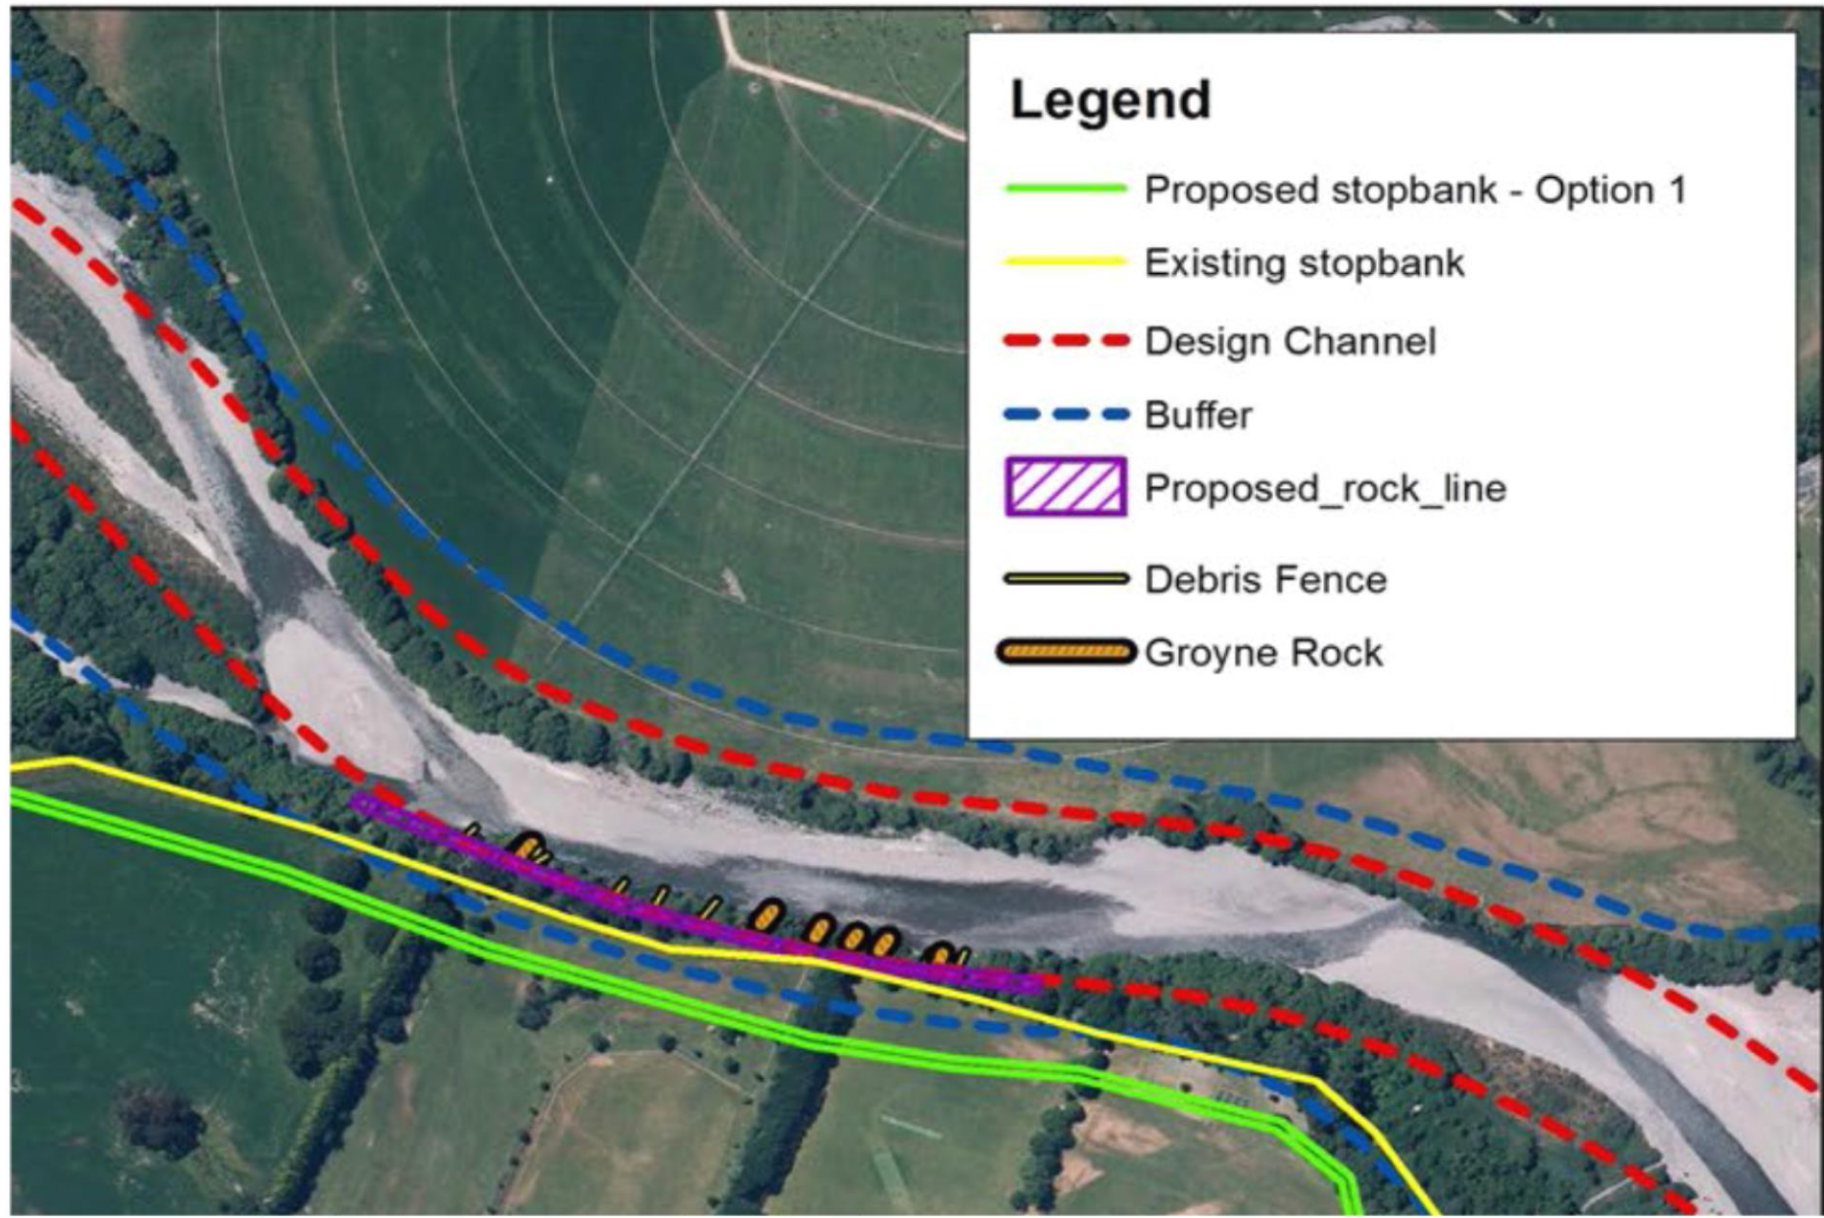 Legend
Proposed stopbank - Option 1
Existing stopbank
Design Channel
Buffer
Proposed_rock_line
Debris Fence
Groyne Rock